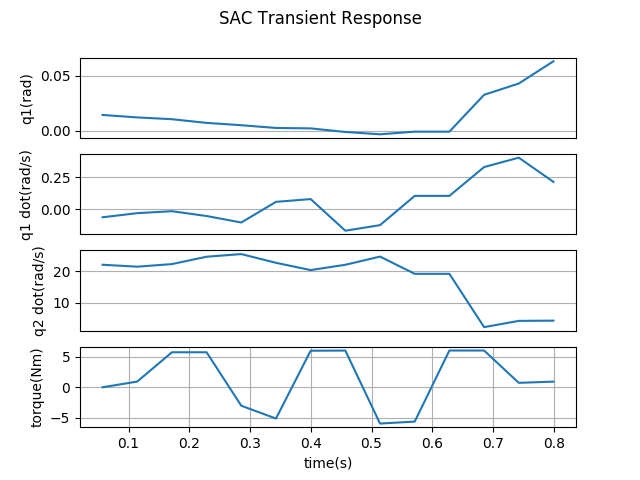 SAC Transient Response
0.05
0.00
q1(rad)
0.25
0.00
q1 dot(rad/s)
20
10
q2 dot(rad/s)
5
0
−5
torque(Nm)
0.1 0.2 0.3 0.4 0.5 0.6 0.7 0.8
time(s)